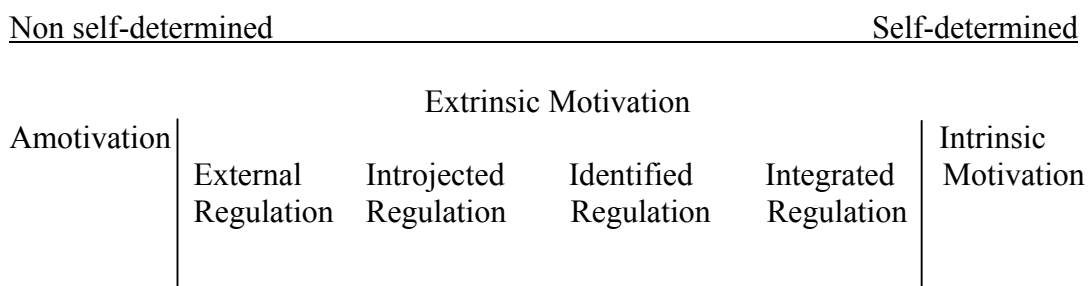 Non self-determined Self-determined
Extrinsic Motivation
Amotivation Intrinsic
External Introjected Identified Integrated Motivation
Regulation Regulation Regulation Regulation